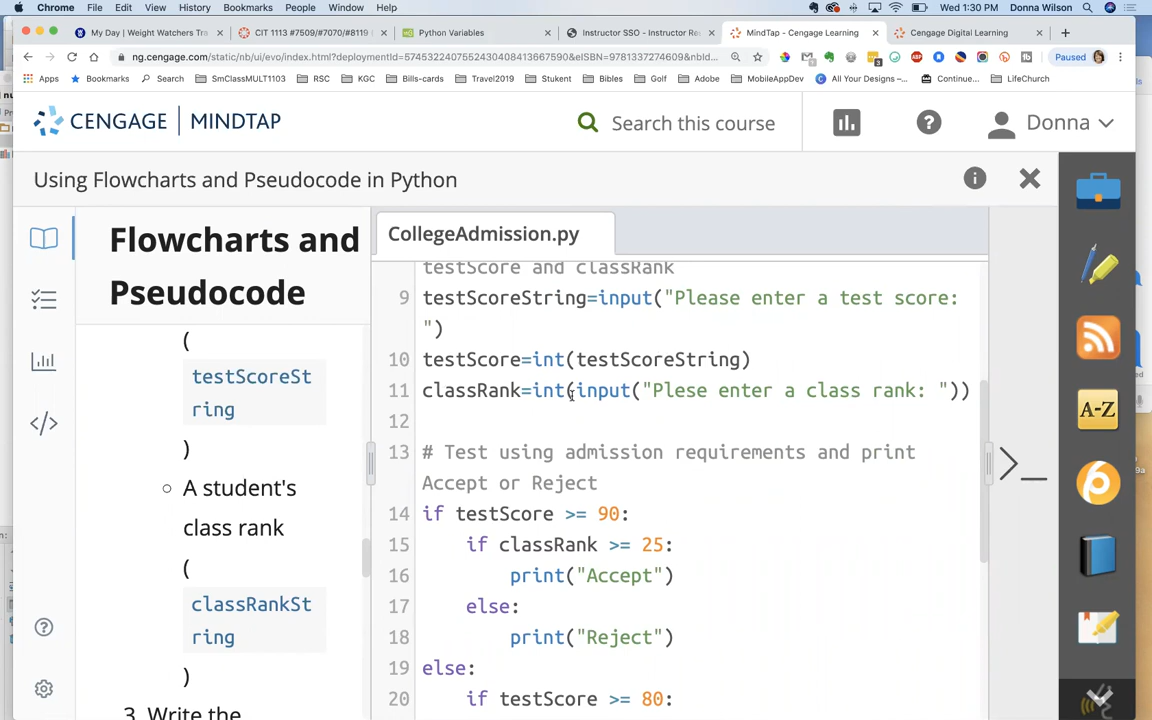 Chrome File Edit View History Bookmarks People Window Help Wed 1:30 PM Donna Wilson
My Day | Weight Watchers Tr CIT 1113 #7509/#7070/#8119 Python Variables Instructor SSO - Instructor Re MindTap - Cengage Learning Cengage Digital Learning
ng.cengage.com/static/nb/ui/evo/index.html?deploymentId=57453224075524304084136675906&eISBN=9781337274609&nbId... Paused
Apps Bookmarks Search SmClassMULT1103 RSC KGC Bills-cards Travel2019 Stukent Bibles Golf Adobe MobileAppDev All Your Designs –... Continue... LifeChurch
CENGAGE | MINDTAP Search this course Donna
Using Flowcharts and Pseudocode in Python
Flowcharts and
Pseudocode
(
testScoreSt
ring
)
A student's
class rank
(
classRankSt
ring
)
3. Write the
CollegeAdmission.py
testScore and classRank
9 testScoreString=input("Please enter a test score:
")
10 testScore=int(testScoreString)
11 classRank=int(input("Plese enter a class rank: "))
12
13 # Test using admission requirements and print
Accept or Reject
14 if testScore >= 90:
15 if classRank >= 25:
16 print("Accept")
17 else:
18 print("Reject")
19 else:
20 if testScore >= 80:
A-Z